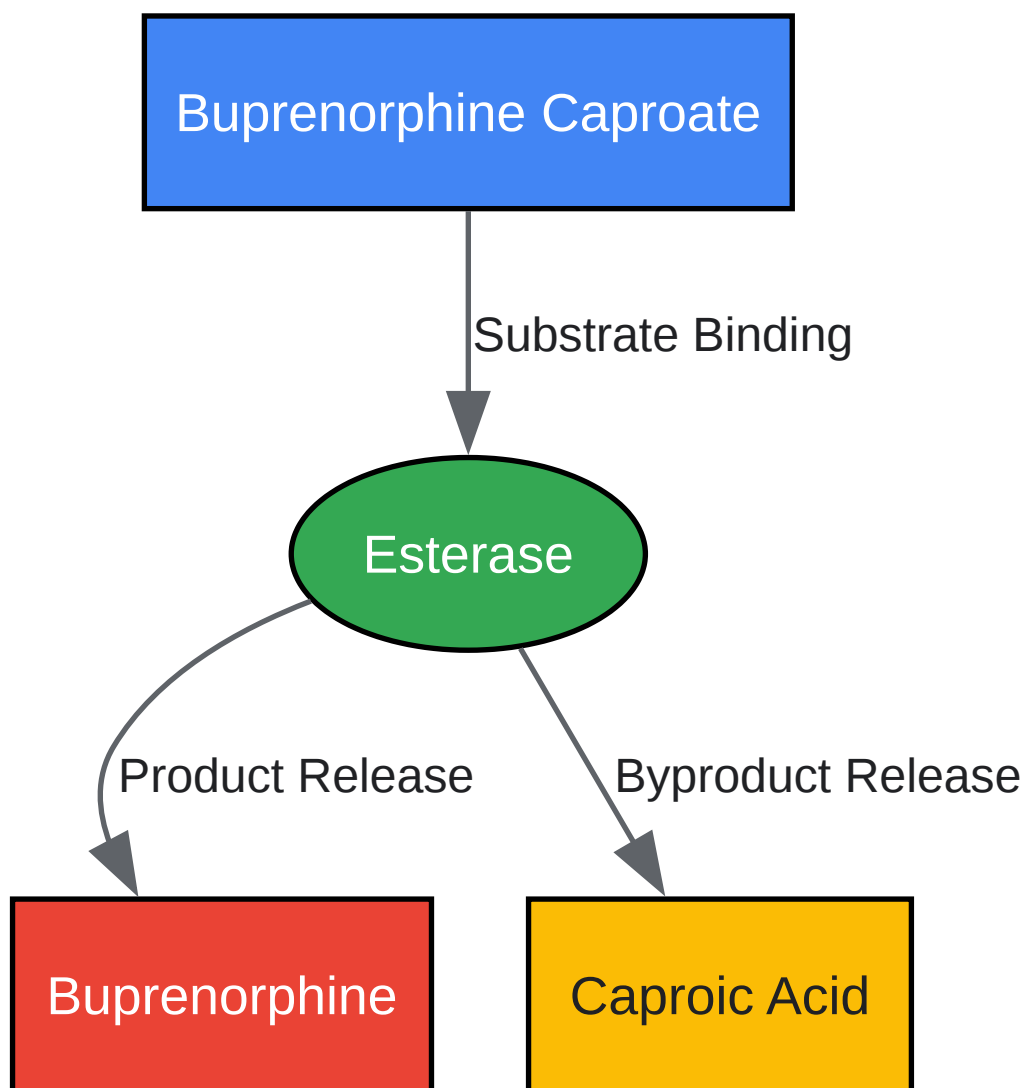 Buprenorphine Caproate
Substrate Binding
Esterase
Product Release
Byproduct Release
Buprenorphine
Caproic Acid